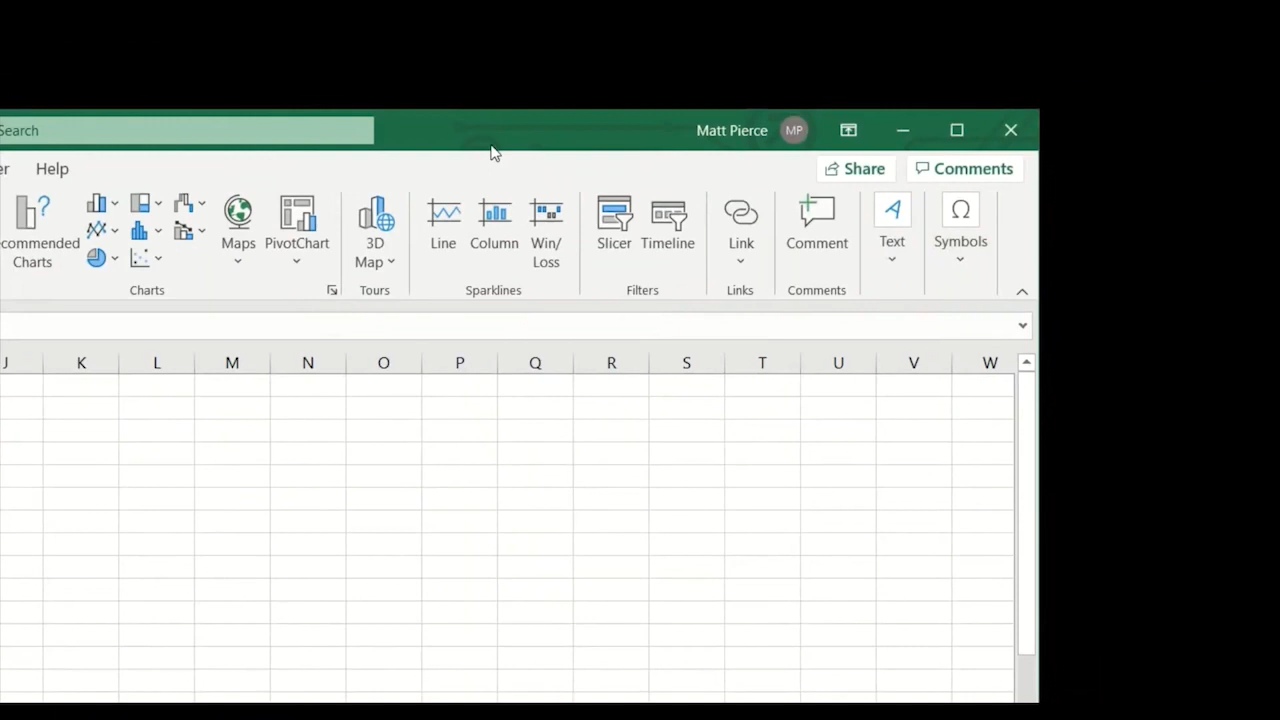 Search Matt Pierce MP
er Help Share Comments
ecommended Charts
Maps
PivotChart
3D Map
Line
Column
Win/ Loss
Slicer
Timeline
Link
Comment
Text
Symbols
Charts Tours Sparklines Filters Links Comments
J K L M N O P Q R S T U V W